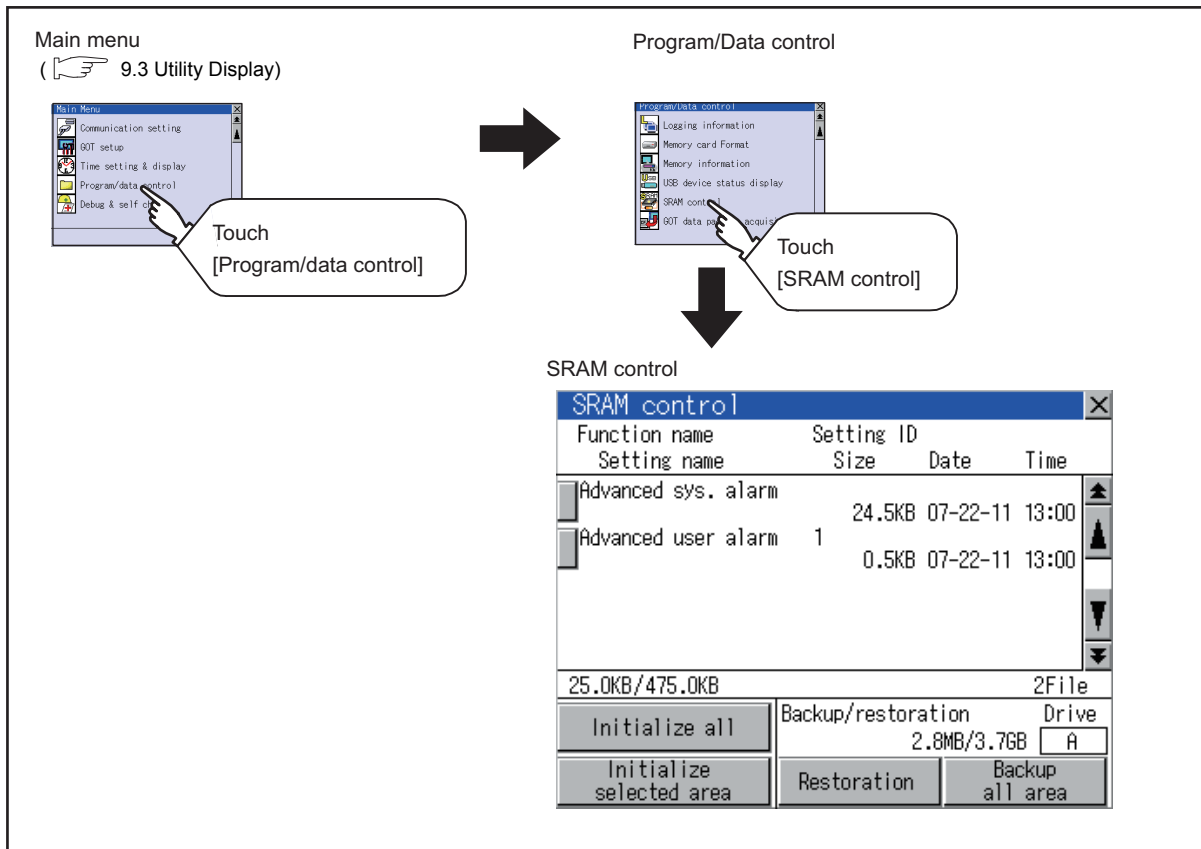 Main menu
( 9.3 Utility Display)
Main Menu
Communication setting
GOT setup
Time setting & display
Program/data control
Debug & self ch
Touch
[Program/data control]
Program/Data control
Program/Data control
Logging information
Memory card Format
Memory information
USB device status display
SRAM control
GOT data pa acquisi
Touch
[SRAM control]
SRAM control
SRAM control
Function name Setting ID
Setting name Size Date Time
Advanced sys. alarm
24.5KB 07-22-11 13:00
Advanced user alarm 1
0.5KB 07-22-11 13:00
25.0KB/475.0KB 2File
Initialize all
Backup/restoration Drive
2.8MB/3.7GB A
Initialize
selected area
Restoration
Backup
all area